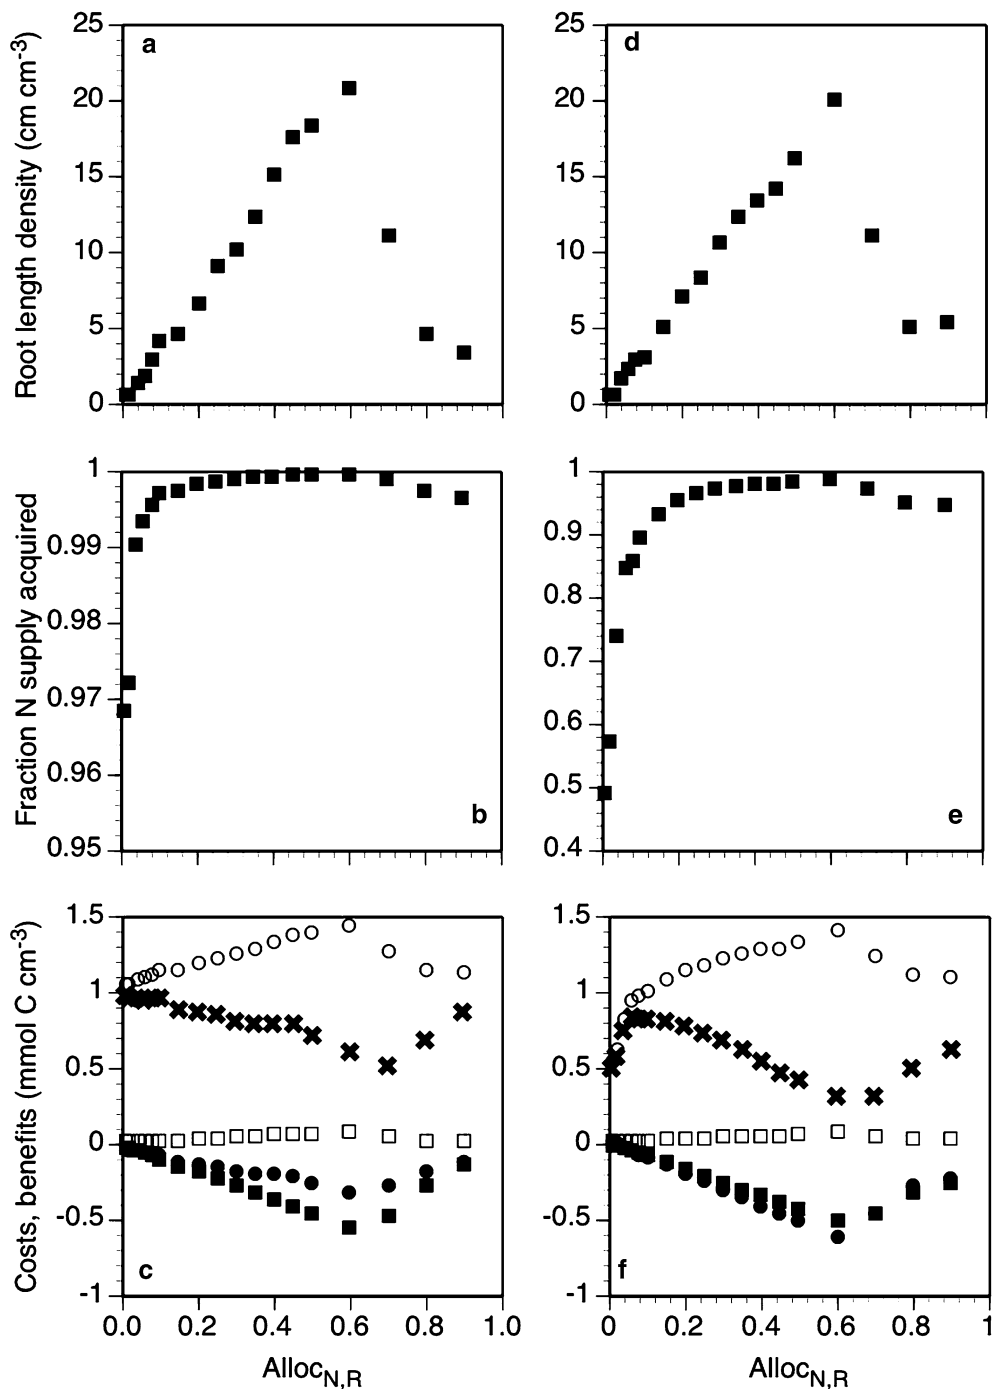 25
20
15
10
5
0
Root length density (cm cm-3)
a
25
20
15
10
5
0
d
1
0.99
0.98
0.97
0.96
0.95
Fraction N supply acquired
b
1
0.9
0.8
0.7
0.6
0.5
0.4
e
1.5
1
0.5
0
-0.5
-1
Costs, benefits (mmol C cm-3)
c
0.0 0.2 0.4 0.6 0.8 1.0
AllocN,R
1.5
1
0.5
0
-0.5
-1
f
0 0.2 0.4 0.6 0.8 1
AllocN,R